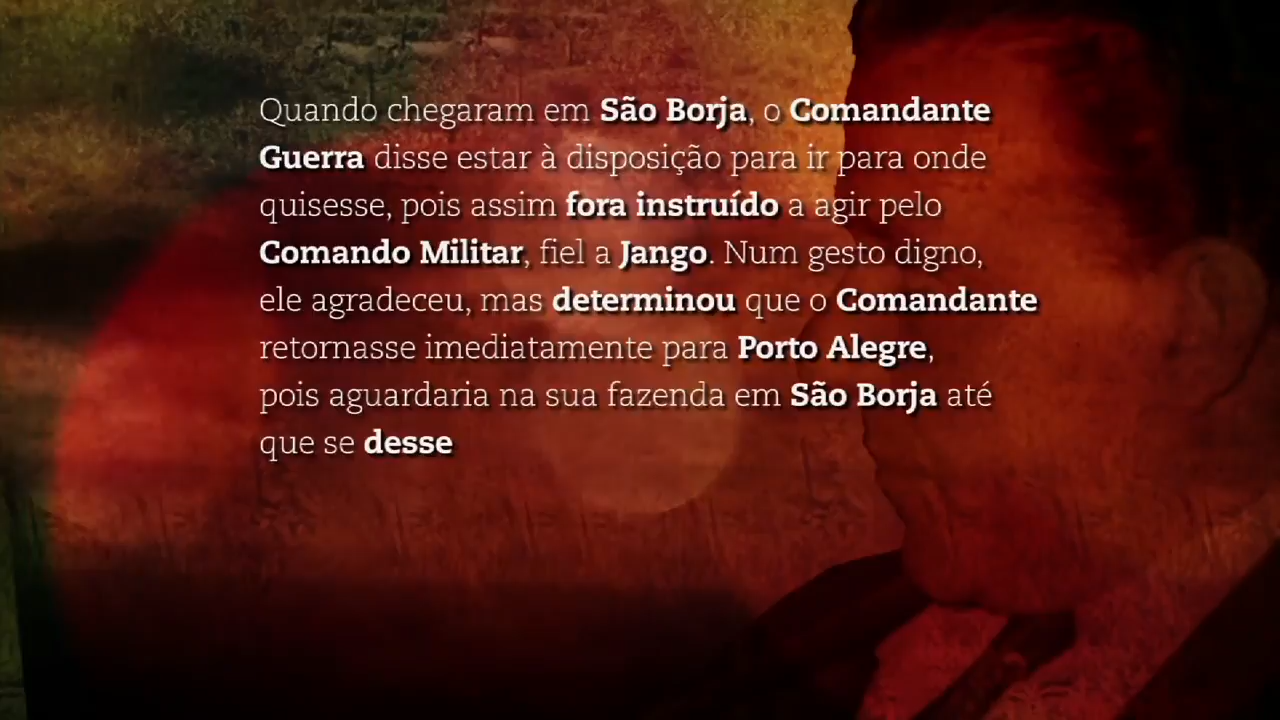 Quando chegaram em São Borja, o Comandante
Guerra disse estar à disposição para ir para onde
quisesse, pois assim fora instruído a agir pelo
Comando Militar, fiel a Jango. Num gesto digno,
ele agradeceu, mas determinou que o Comandante
retornasse imediatamente para Porto Alegre,
pois aguardaria na sua fazenda em São Borja até
que se desse